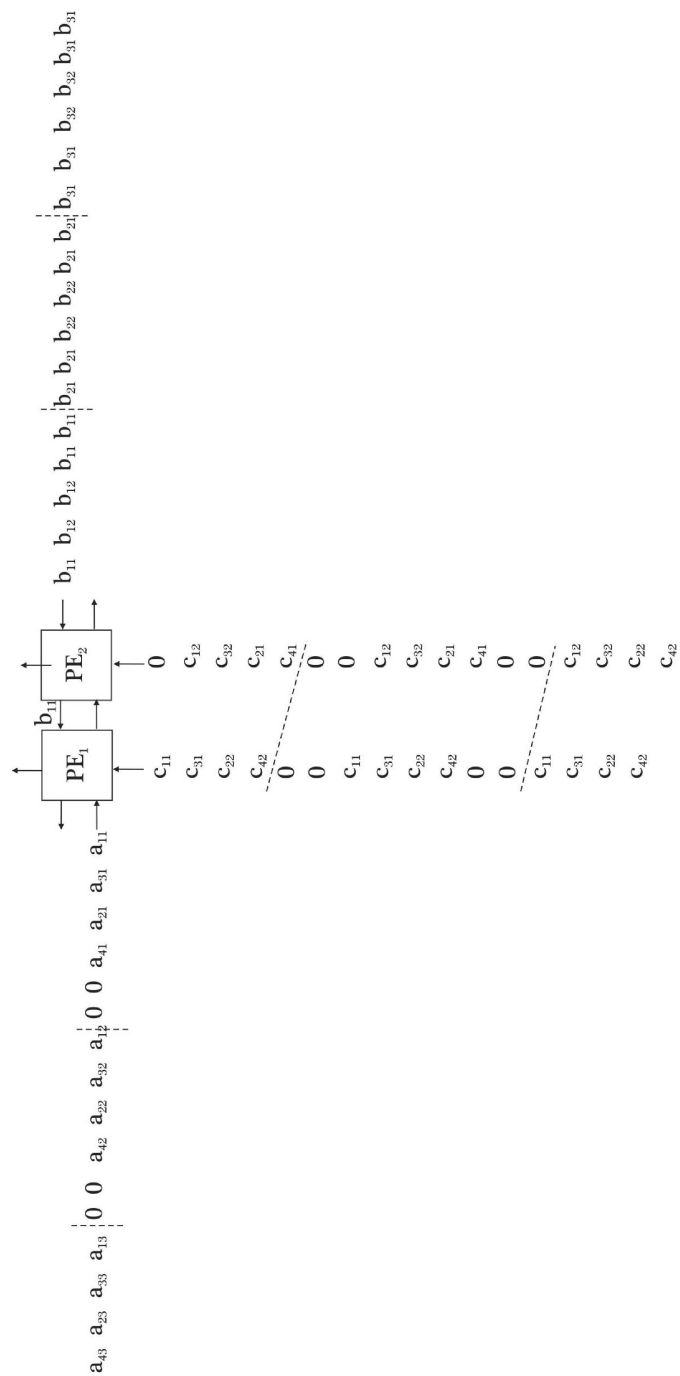 b₁₁ b₁₁ b₁₂ b₁₂ b₁₁ b₁₁ b₂₁ b₂₁ b₂₂ b₂₂ b₂₁ b₂₁ b₃₁ b₃₁ b₃₂ b₃₂ b₃₁ b₃₁
PE₁ PE₂
a₄₃ a₂₃ a₃₃ a₁₃ 0 0 a₄₂ a₂₂ a₃₂ a₁₂ 0 0 a₄₁ a₂₁ a₃₁ a₁₁
c₁₁ 0
c₃₁ c₁₂
c₂₂ c₃₂
c₄₂ c₂₁
0 c₄₁
0 0
c₁₁ 0
c₃₁ c₁₂
c₂₂ c₃₂
c₄₂ c₂₁
0 c₄₁
0 0
c₁₁ 0
c₃₁ c₁₂
c₂₂ c₃₂
c₄₂ c₂₂
c₄₂